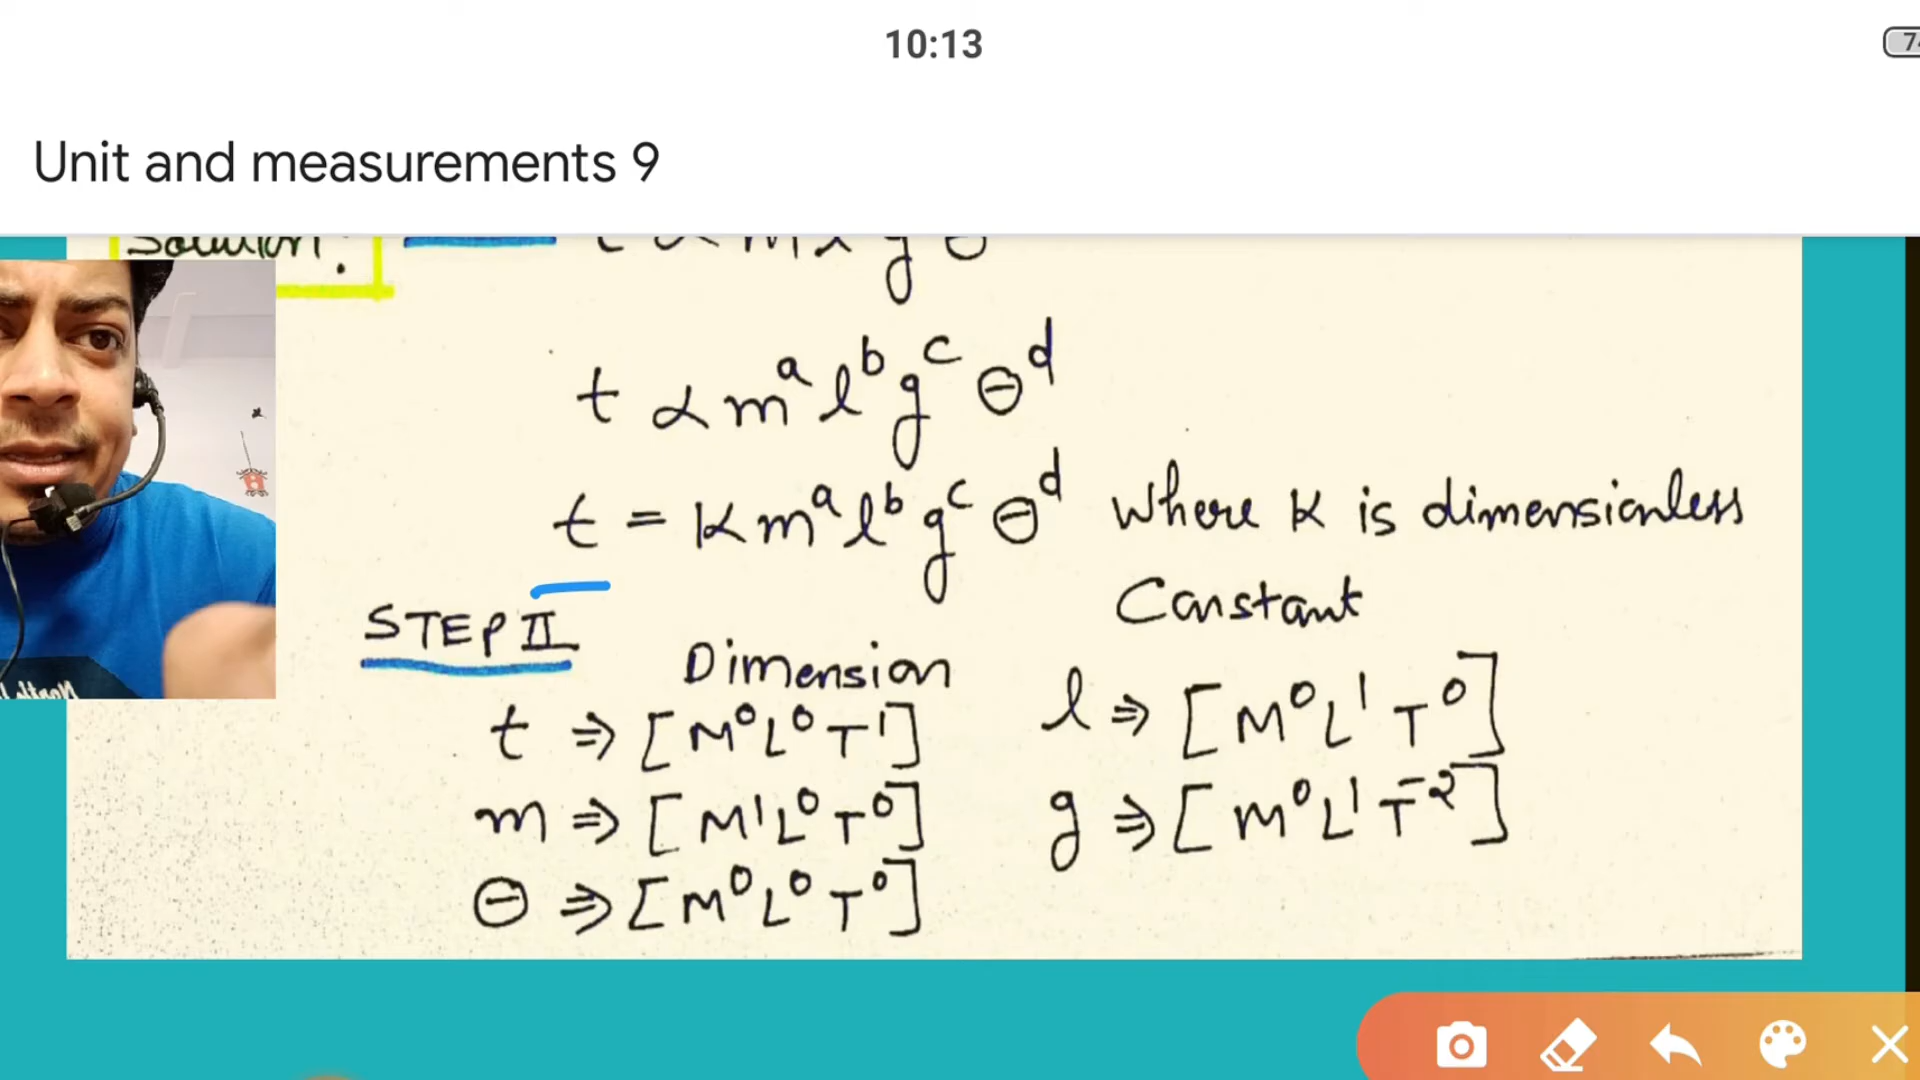 10:13
Unit and measurements 9
Solution:
t ∝ m^a l^b g^c θ^d
t = K m^a l^b g^c θ^d where K is dimensionless
Constant
STEP II
Dimension
t ⇒ [M⁰L⁰T¹]
l ⇒ [M⁰L¹T⁰]
m ⇒ [M¹L⁰T⁰]
g ⇒ [M⁰L¹T⁻²]
θ ⇒ [M⁰L⁰T⁰]